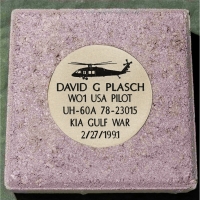 DAVID G PLASCH
WO1 USA PILOT
UH-60A 78-23015
KIA GULF WAR
2/27/1991